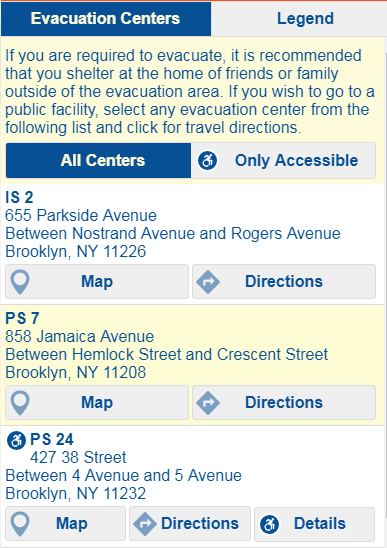 Evacuation Centers
Legend
If you are required to evacuate, it is recommended
that you shelter at the home of friends or family
outside of the evacuation area. If you wish to go to a
public facility, select any evacuation center from the
following list and click for travel directions.
All Centers
Only Accessible
IS 2
655 Parkside Avenue
Between Nostrand Avenue and Rogers Avenue
Brooklyn, NY 11226
Map
Directions
PS 7
858 Jamaica Avenue
Between Hemlock Street and Crescent Street
Brooklyn, NY 11208
Map
Directions
PS 24
427 38 Street
Between 4 Avenue and 5 Avenue
Brooklyn, NY 11232
Map
Directions
Details